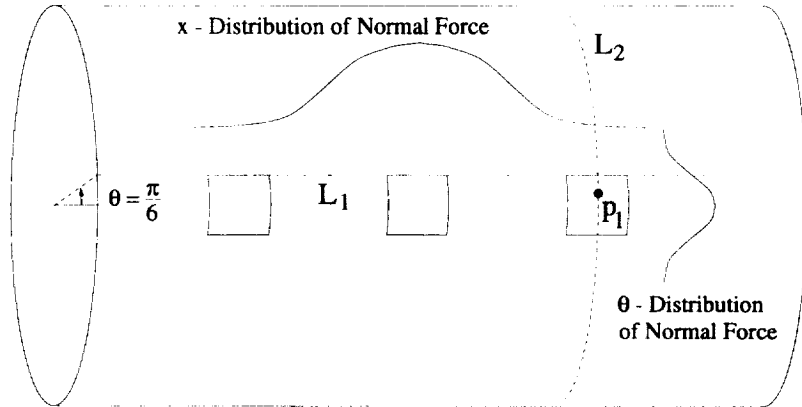 x - Distribution of Normal Force
L₂
θ = π/6
L₁
p₁
θ - Distribution
of Normal Force